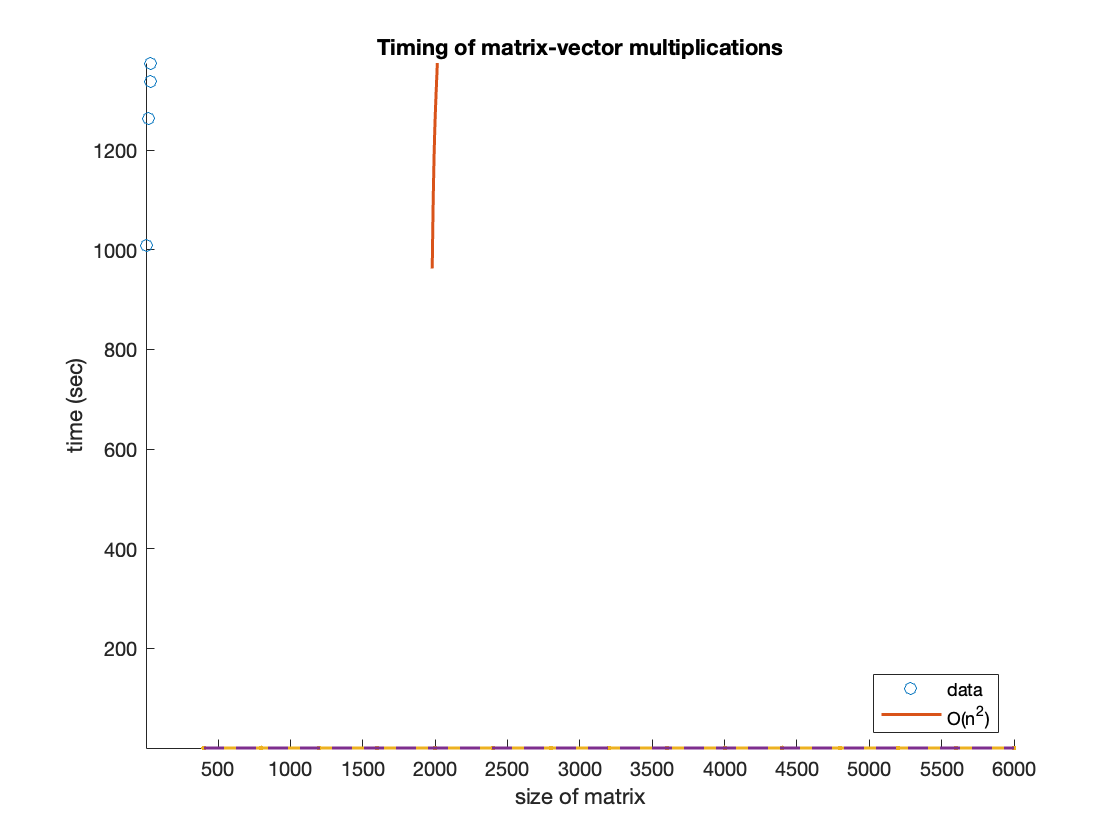 Timing of matrix-vector multiplications
1200
1000
800
600
400
200
time (sec)
data
O(n²)
500 1000 1500 2000 2500 3000 3500 4000 4500 5000 5500 6000
size of matrix